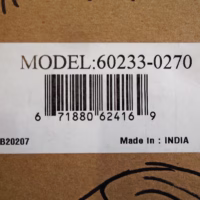 MODEL:60233-0270
6 71880 62416 9
B20207 Made In : INDIA